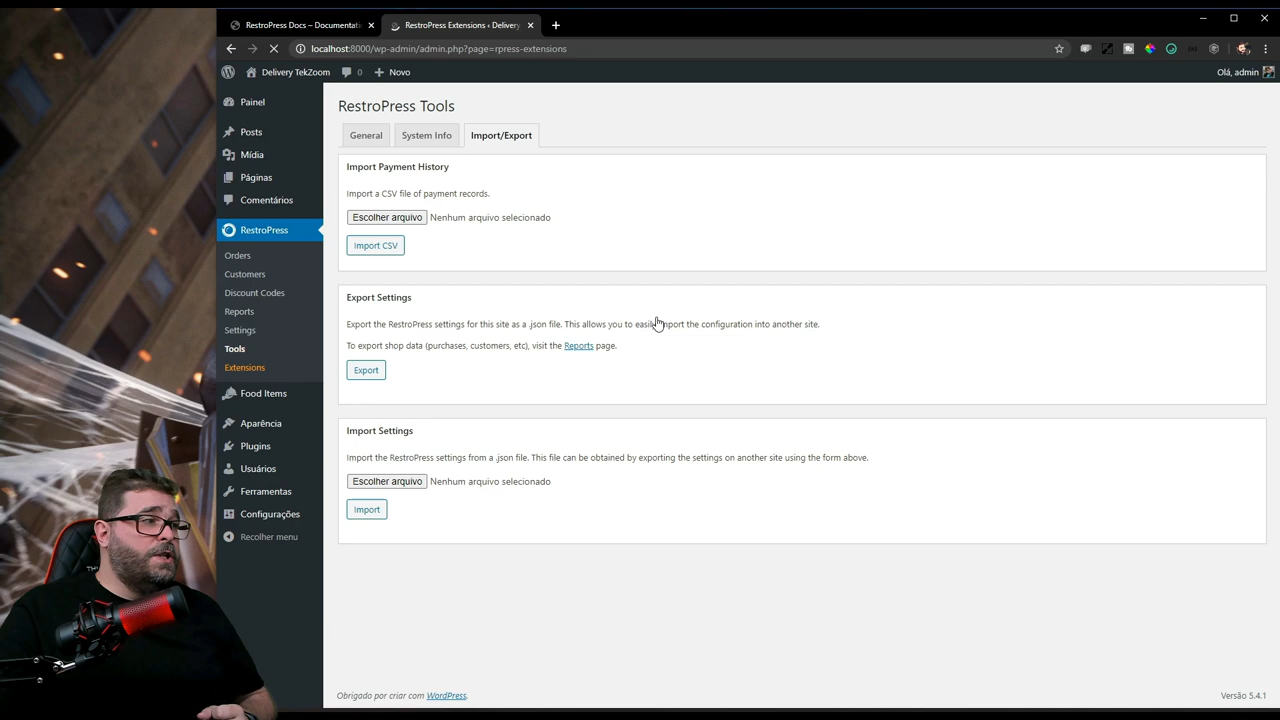 RestroPress Docs – Documentati
RestroPress Extensions ‹ Delivery
localhost:8000/wp-admin/admin.php?page=rpress-extensions
Delivery TekZoom
0
Novo
Olá, admin
Painel
Posts
Mídia
Páginas
Comentários
RestroPress
Orders
Customers
Discount Codes
Reports
Settings
Tools
Extensions
Food Items
Aparência
Plugins
Usuários
Ferramentas
Configurações
Recolher menu
RestroPress Tools
General
System Info
Import/Export
Import Payment History
Import a CSV file of payment records.
Escolher arquivo Nenhum arquivo selecionado
Import CSV
Export Settings
Export the RestroPress settings for this site as a .json file. This allows you to easily import the configuration into another site.
To export shop data (purchases, customers, etc), visit the Reports page.
Export
Import Settings
Import the RestroPress settings from a .json file. This file can be obtained by exporting the settings on another site using the form above.
Escolher arquivo Nenhum arquivo selecionado
Import
Obrigado por criar com WordPress.
Versão 5.4.1